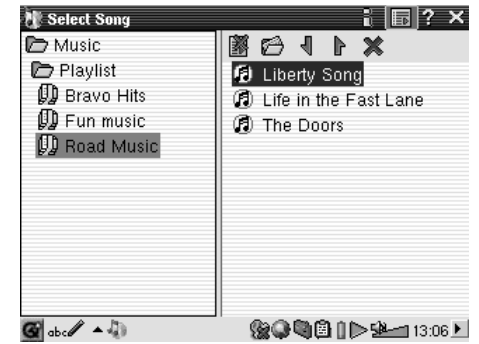 Select Song
Music
Playlist
Bravo Hits
Fun music
Road Music
Liberty Song
Life in the Fast Lane
The Doors
abc
13:06